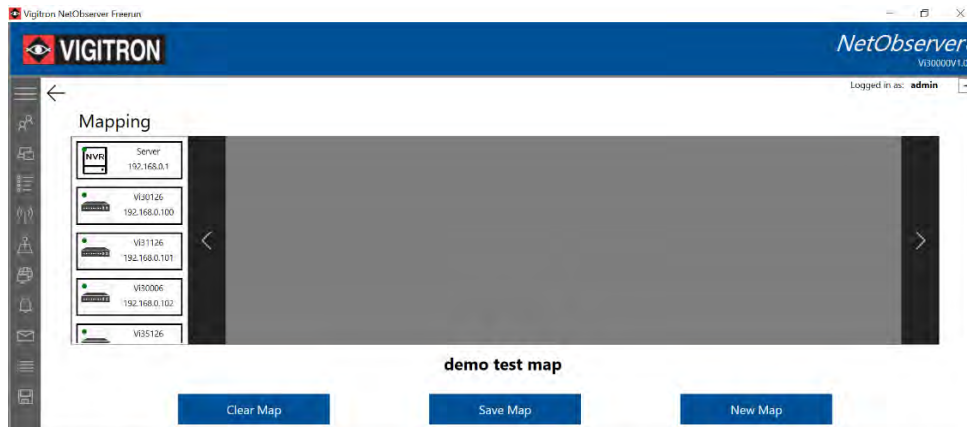 Vigitron NetObserver Freerun
VIGITRON
NetObserver
Vi30000V1.0
Logged in as: admin
Mapping
NVR
Server
192.168.0.1
Vi30126
192.168.0.100
Vi31126
192.168.0.101
Vi30006
192.168.0.102
Vi35126
demo test map
Clear Map
Save Map
New Map